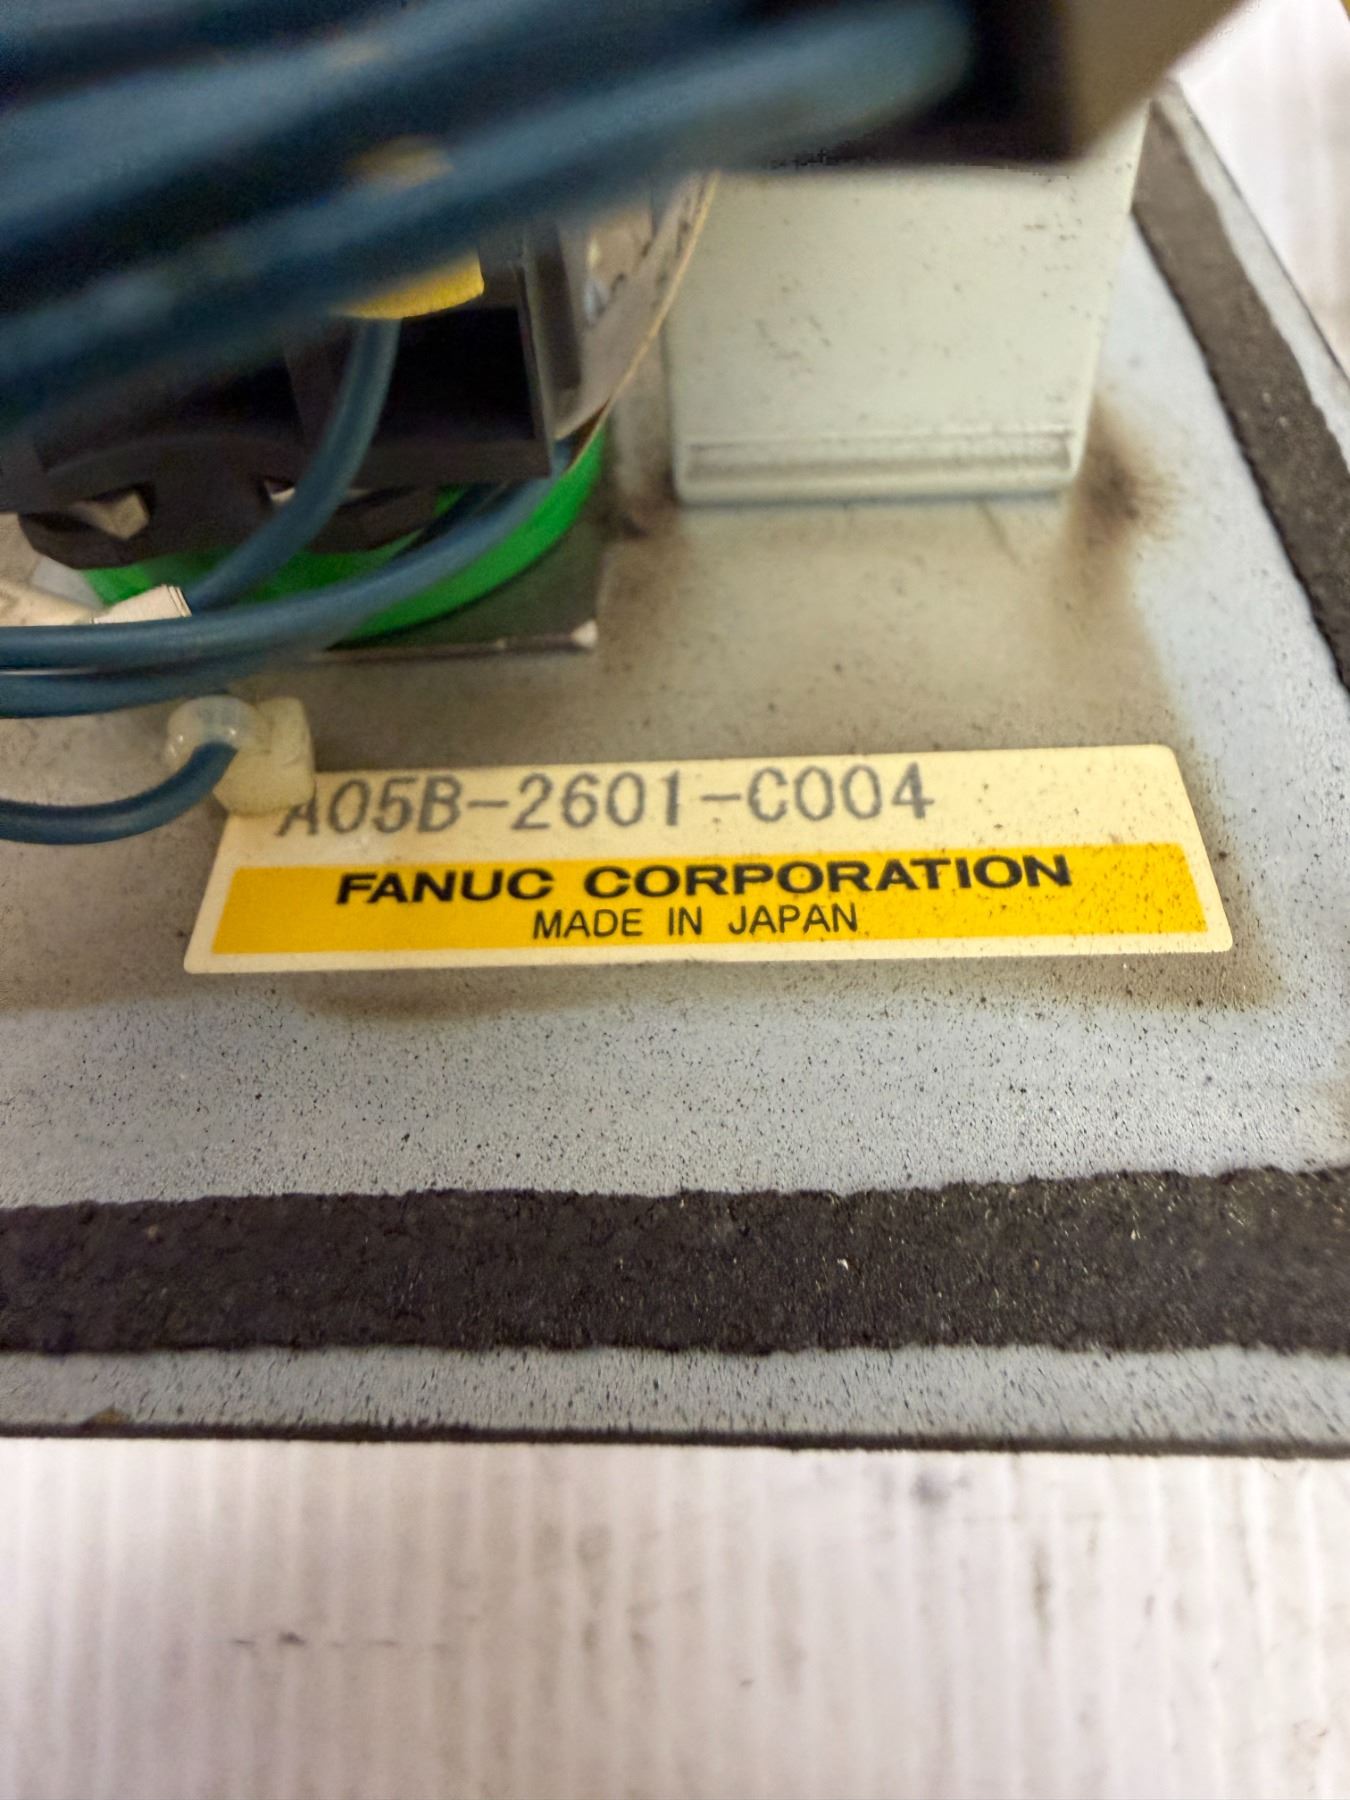 A05B-2601-C004
FANUC CORPORATION
MADE IN JAPAN